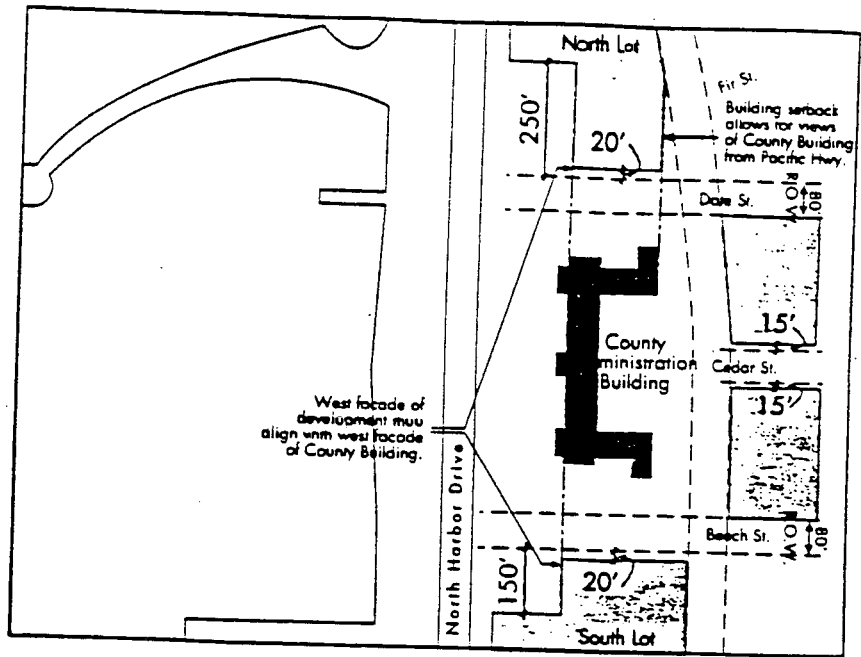 North Lot
Fir St.
250'
20'
Building setback
allows for views
of County Building
from Pacific Hwy.
R.O.W.
80'
Date St.
15'
County
ministration
Building
Cedar St.
15'
West facade of
development muu
align with west facade
of County Building.
North Harbor Drive
R.O.W.
80'
Beech St.
150'
20'
South Lot